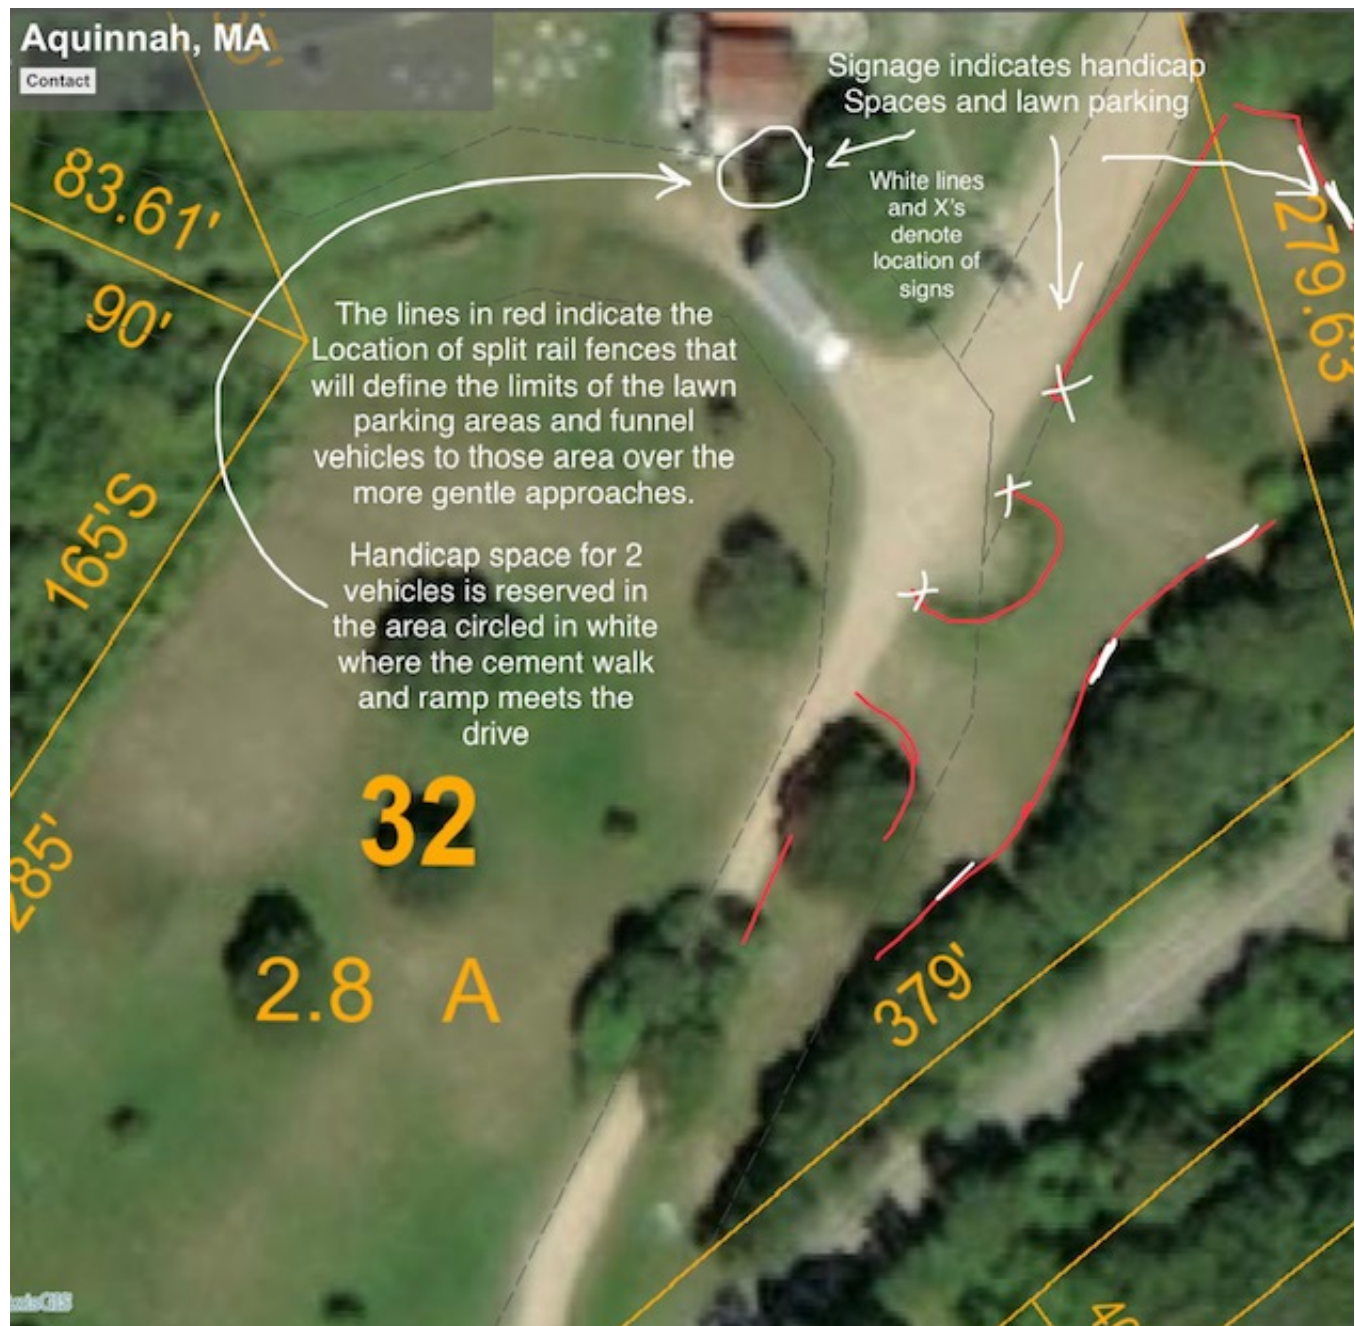 Aquinnah, MA
Contact
Signage indicates handicap
Spaces and lawn parking
White lines
and X's
denote
location of
signs
83.61'
90'
279.63
The lines in red indicate the
Location of split rail fences that
will define the limits of the lawn
parking areas and funnel
vehicles to those area over the
more gentle approaches.
165'S
Handicap space for 2
vehicles is reserved in
the area circled in white
where the cement walk
and ramp meets the
drive
32
285'
2.8 A
379'